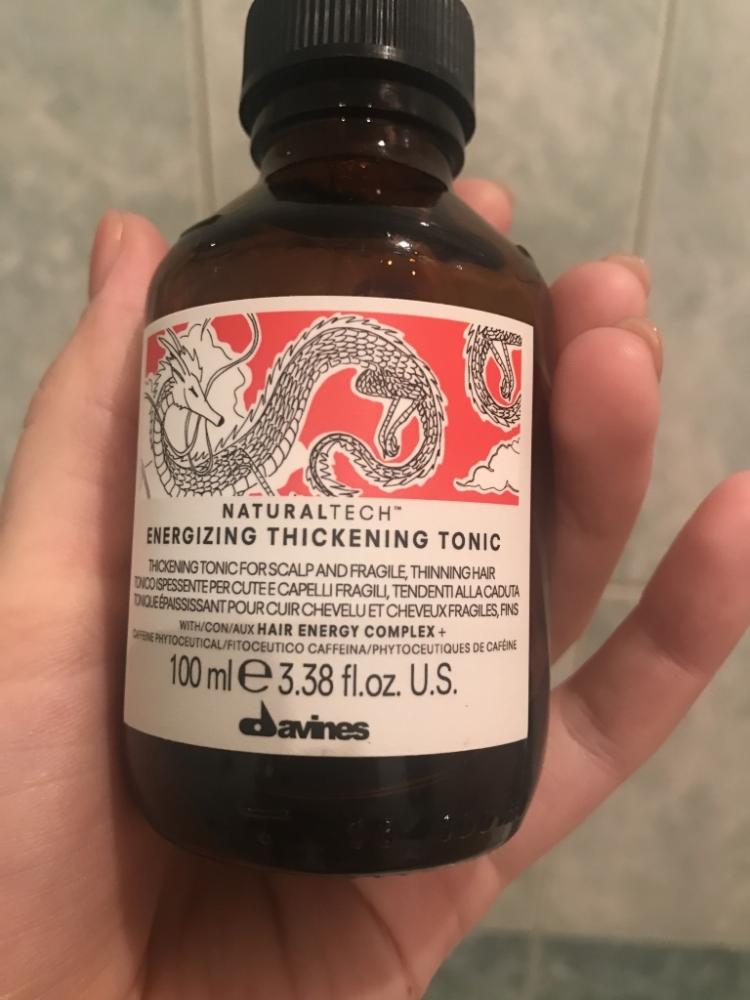 NATURALTECH™
ENERGIZING THICKENING TONIC
THICKENING TONIC FOR SCALP AND FRAGILE, THINNING HAIR
TONICO ISPESSENTE PER CUTE E CAPELLI FRAGILI, TENDENTI ALLA CADUTA
TONIQUE ÉPAISSISSANT POUR CUIR CHEVELU ET CHEVEUX FRAGILES, FINS
WITH/CON/AUX HAIR ENERGY COMPLEX +
CAFFEINE PHYTOCEUTICAL/FITOCEUTICO CAFFEINA/PHYTOCEUTIQUES DE CAFÉINE
100 ml e 3.38 fl.oz. U.S.
davines